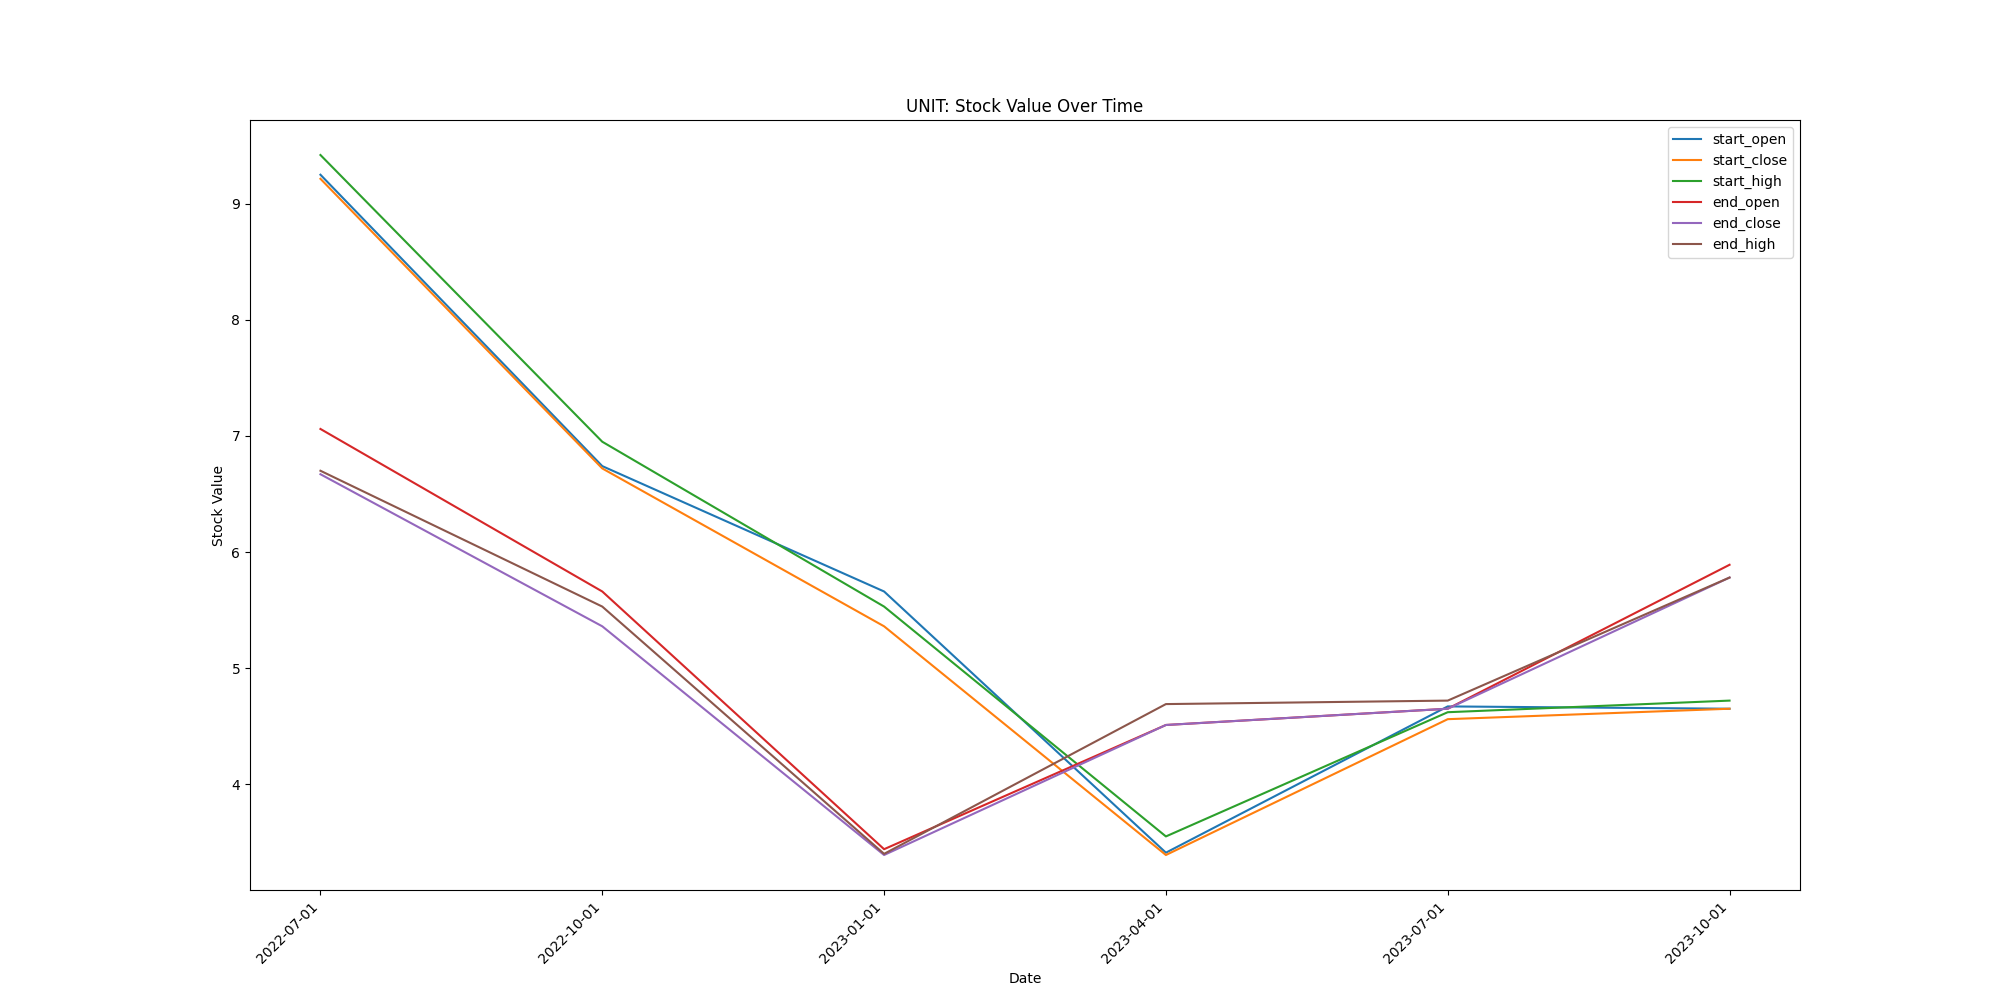 UNIT: Stock Value Over Time
start_open
start_close
start_high
end_open
end_close
end_high
Stock Value
9
8
7
6
5
4
2022-07-01
2022-10-01
2023-01-01
2023-04-01
2023-07-01
2023-10-01
Date